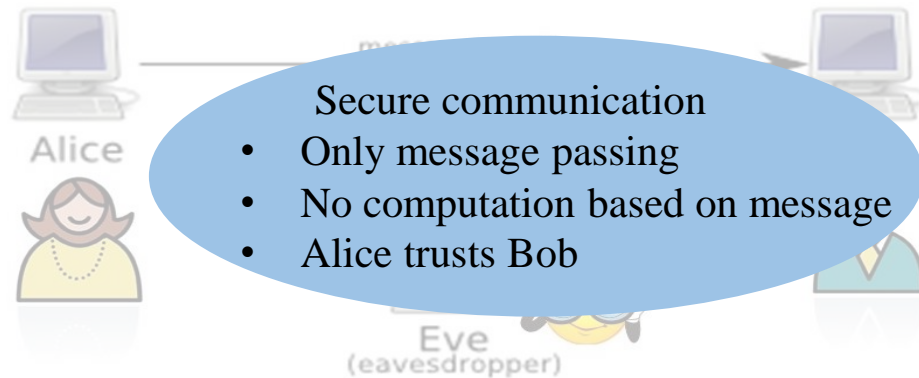 Secure communication
• Only message passing
Alice
• No computation based on message
• Alice trusts Bob
Eve
(eavesdropper)